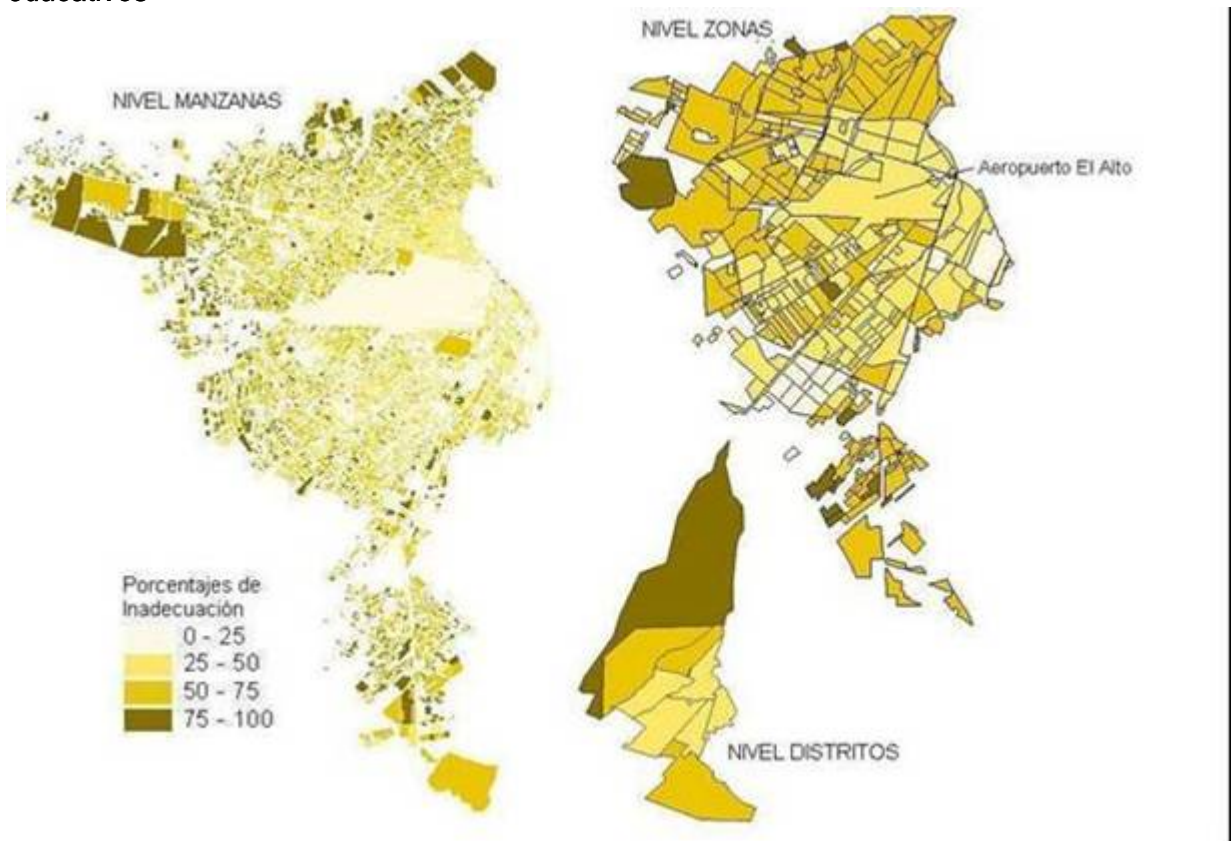 NIVEL ZONAS
NIVEL MANZANAS
Aeropuerto El Alto
Porcentajes de
Inadecuación
0 - 25
25 - 50
50 - 75
75 - 100
NIVEL DISTRITOS